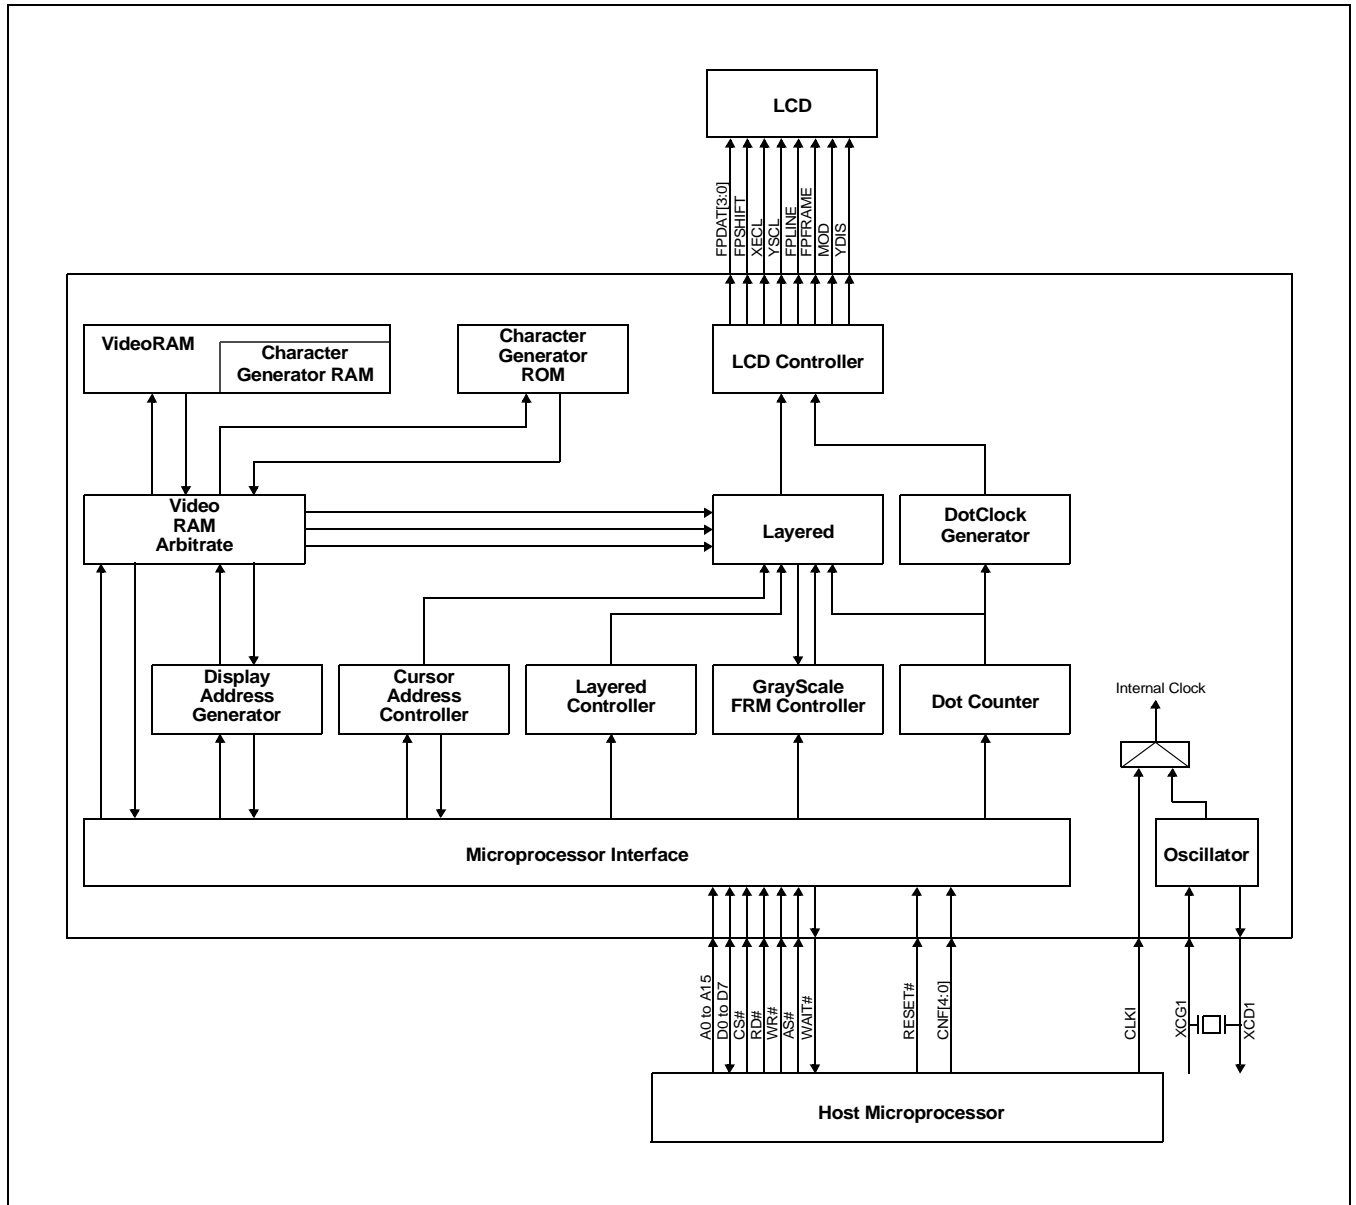 LCD
FPDAT[3:0]
FPSHIFT
XECL
YSCL
FPLINE
FPFRAME
MOD
YDIS
VideoRAM
Character
Generator RAM
Character
Generator
ROM
LCD Controller
Video
RAM
Arbitrate
Layered
DotClock
Generator
Display
Address
Generator
Cursor
Address
Controller
Layered
Controller
GrayScale
FRM Controller
Dot Counter
Internal Clock
Microprocessor Interface
Oscillator
A0 to A15
D0 to D7
CS#
RD#
WR#
AS#
WAIT#
RESET#
CNF[4:0]
CLKI
XCG1
XCD1
Host Microprocessor